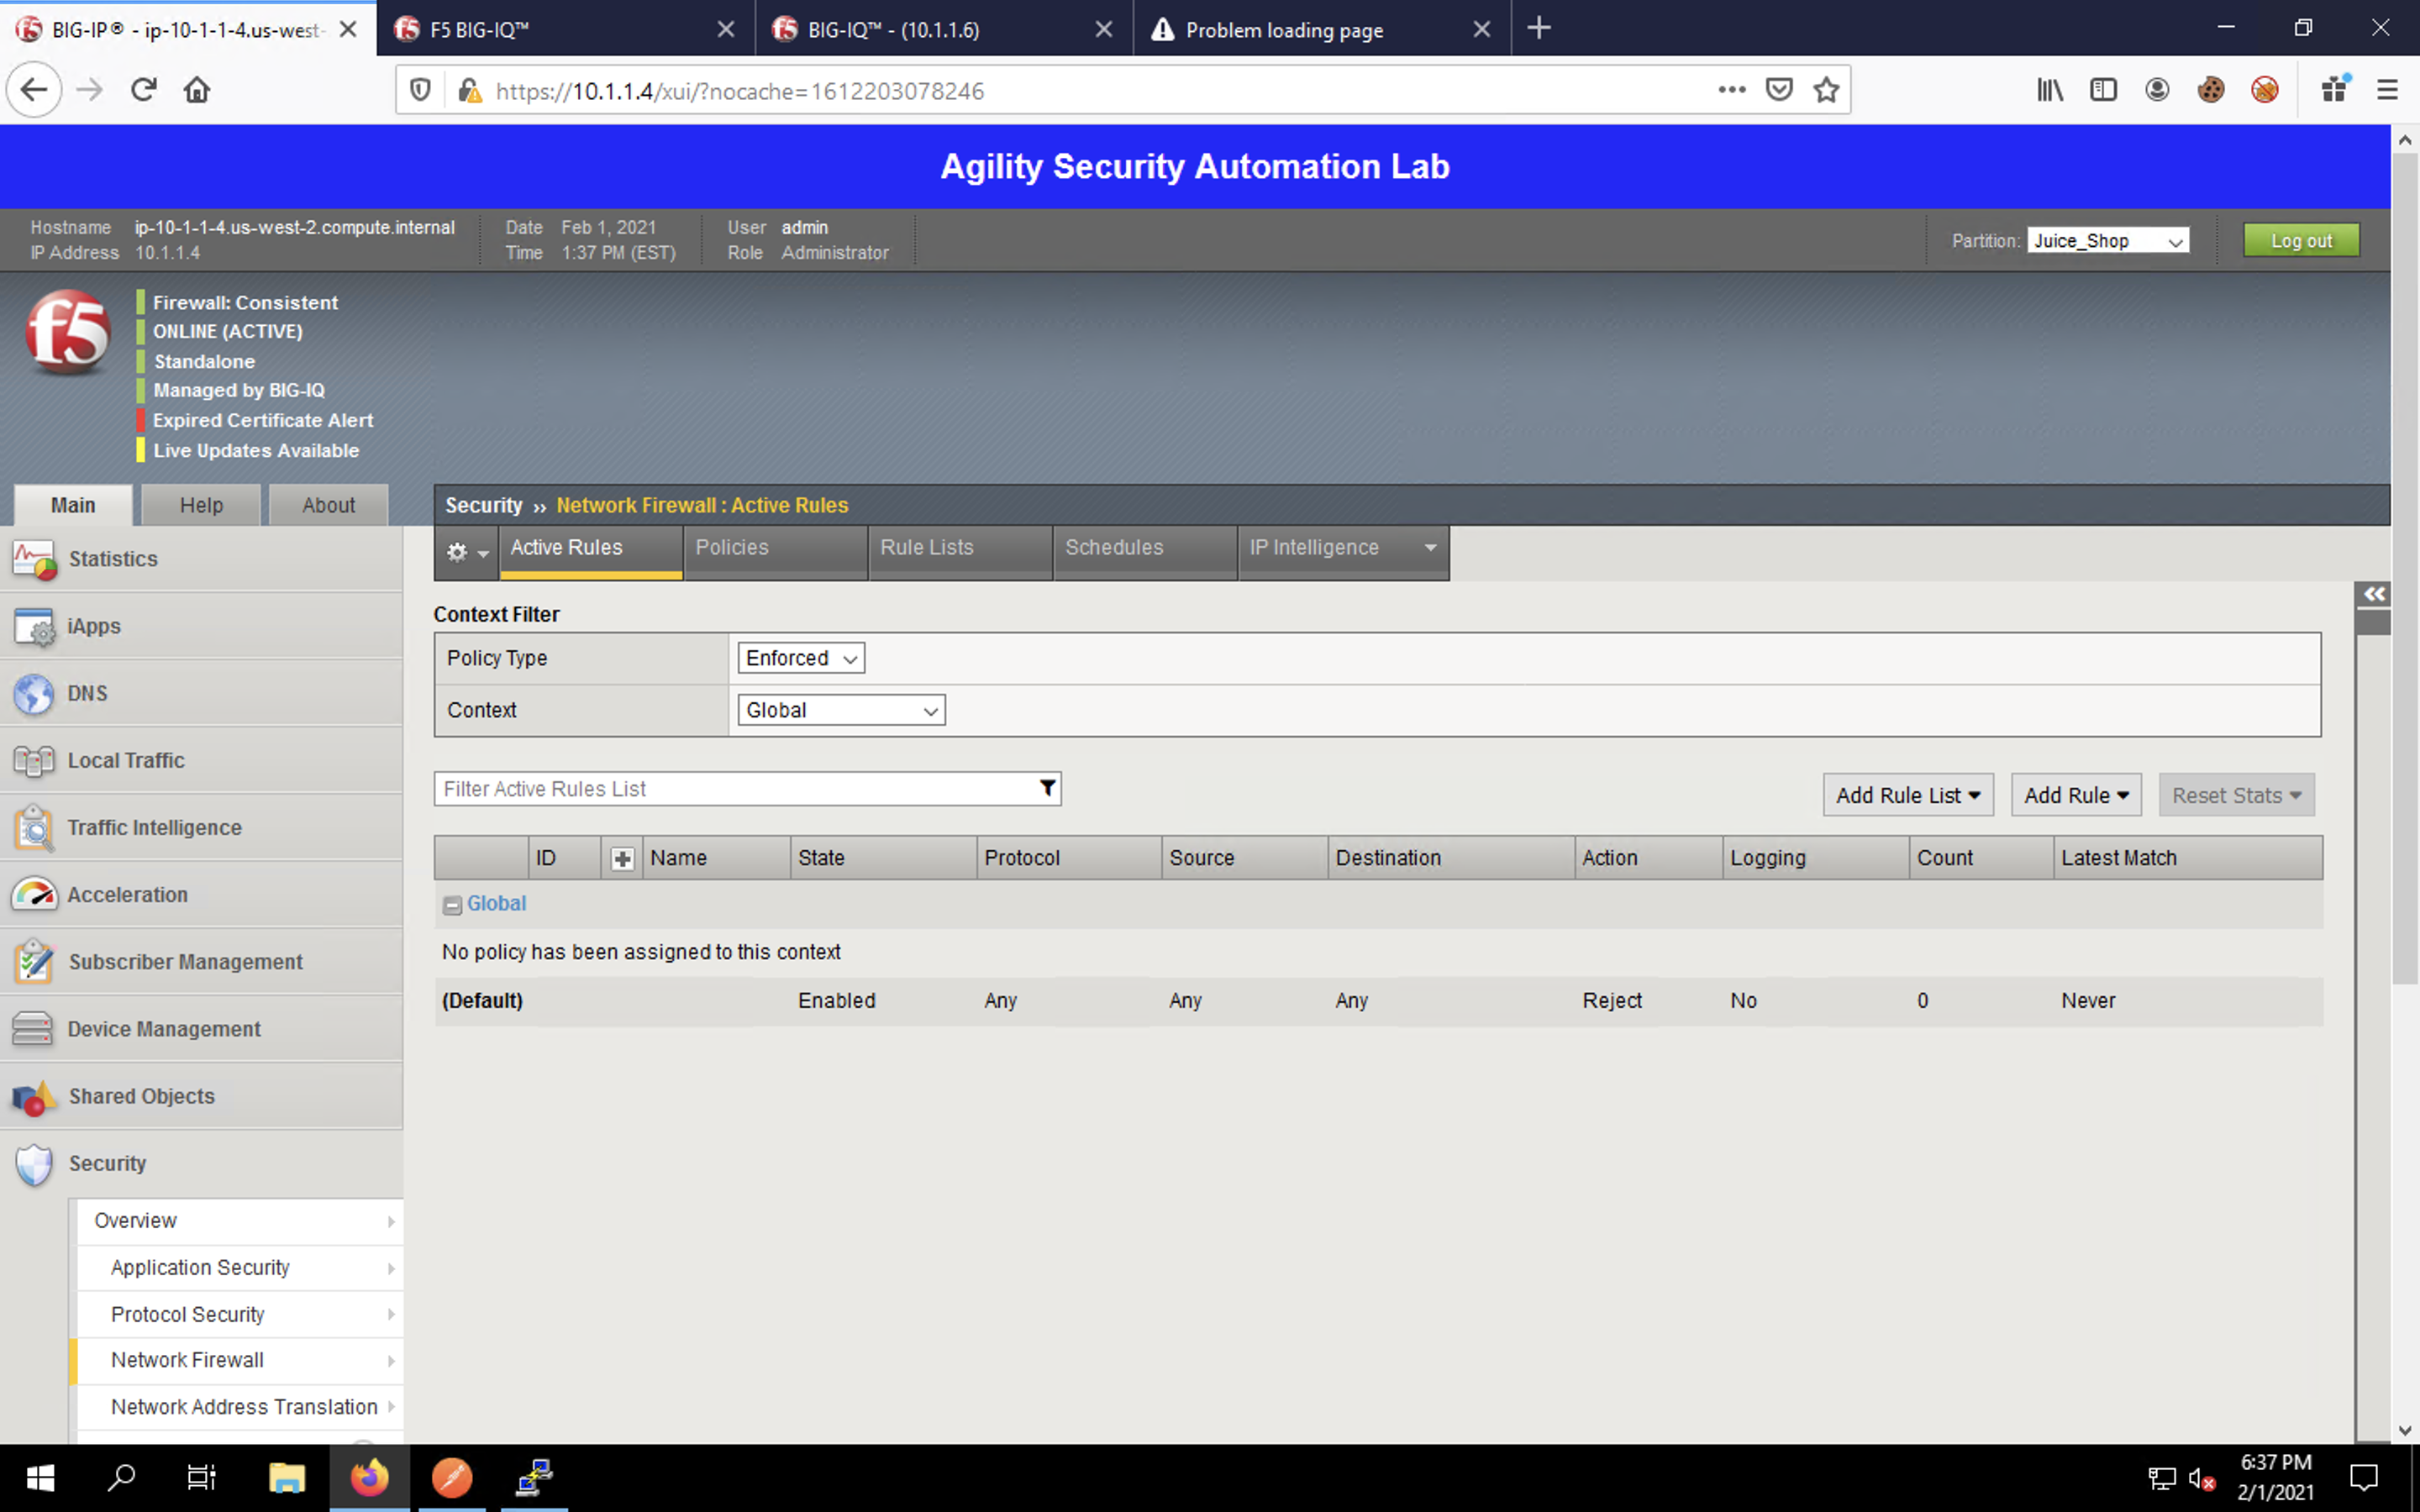 BIG-IP® - ip-10-1-1-4.us-west-
F5 BIG-IQ™
BIG-IQ™ - (10.1.1.6)
Problem loading page
https://10.1.1.4/xui/?nocache=1612203078246
Agility Security Automation Lab
Hostname ip-10-1-1-4.us-west-2.compute.internal
IP Address 10.1.1.4
Date Feb 1, 2021
Time 1:37 PM (EST)
User admin
Role Administrator
Partition: Juice_Shop
Log out
f5
Firewall: Consistent
ONLINE (ACTIVE)
Standalone
Managed by BIG-IQ
Expired Certificate Alert
Live Updates Available
Main Help About
Security ›› Network Firewall : Active Rules
Active Rules Policies Rule Lists Schedules IP Intelligence
Statistics
iApps
DNS
Local Traffic
Traffic Intelligence
Acceleration
Subscriber Management
Device Management
Shared Objects
Security
Overview
Application Security
Protocol Security
Network Firewall
Network Address Translation
Context Filter
Policy Type Enforced
Context Global
Filter Active Rules List
Add Rule List
Add Rule
Reset Stats
ID Name State Protocol Source Destination Action Logging Count Latest Match
Global
No policy has been assigned to this context
(Default) Enabled Any Any Any Reject No 0 Never
6:37 PM
2/1/2021